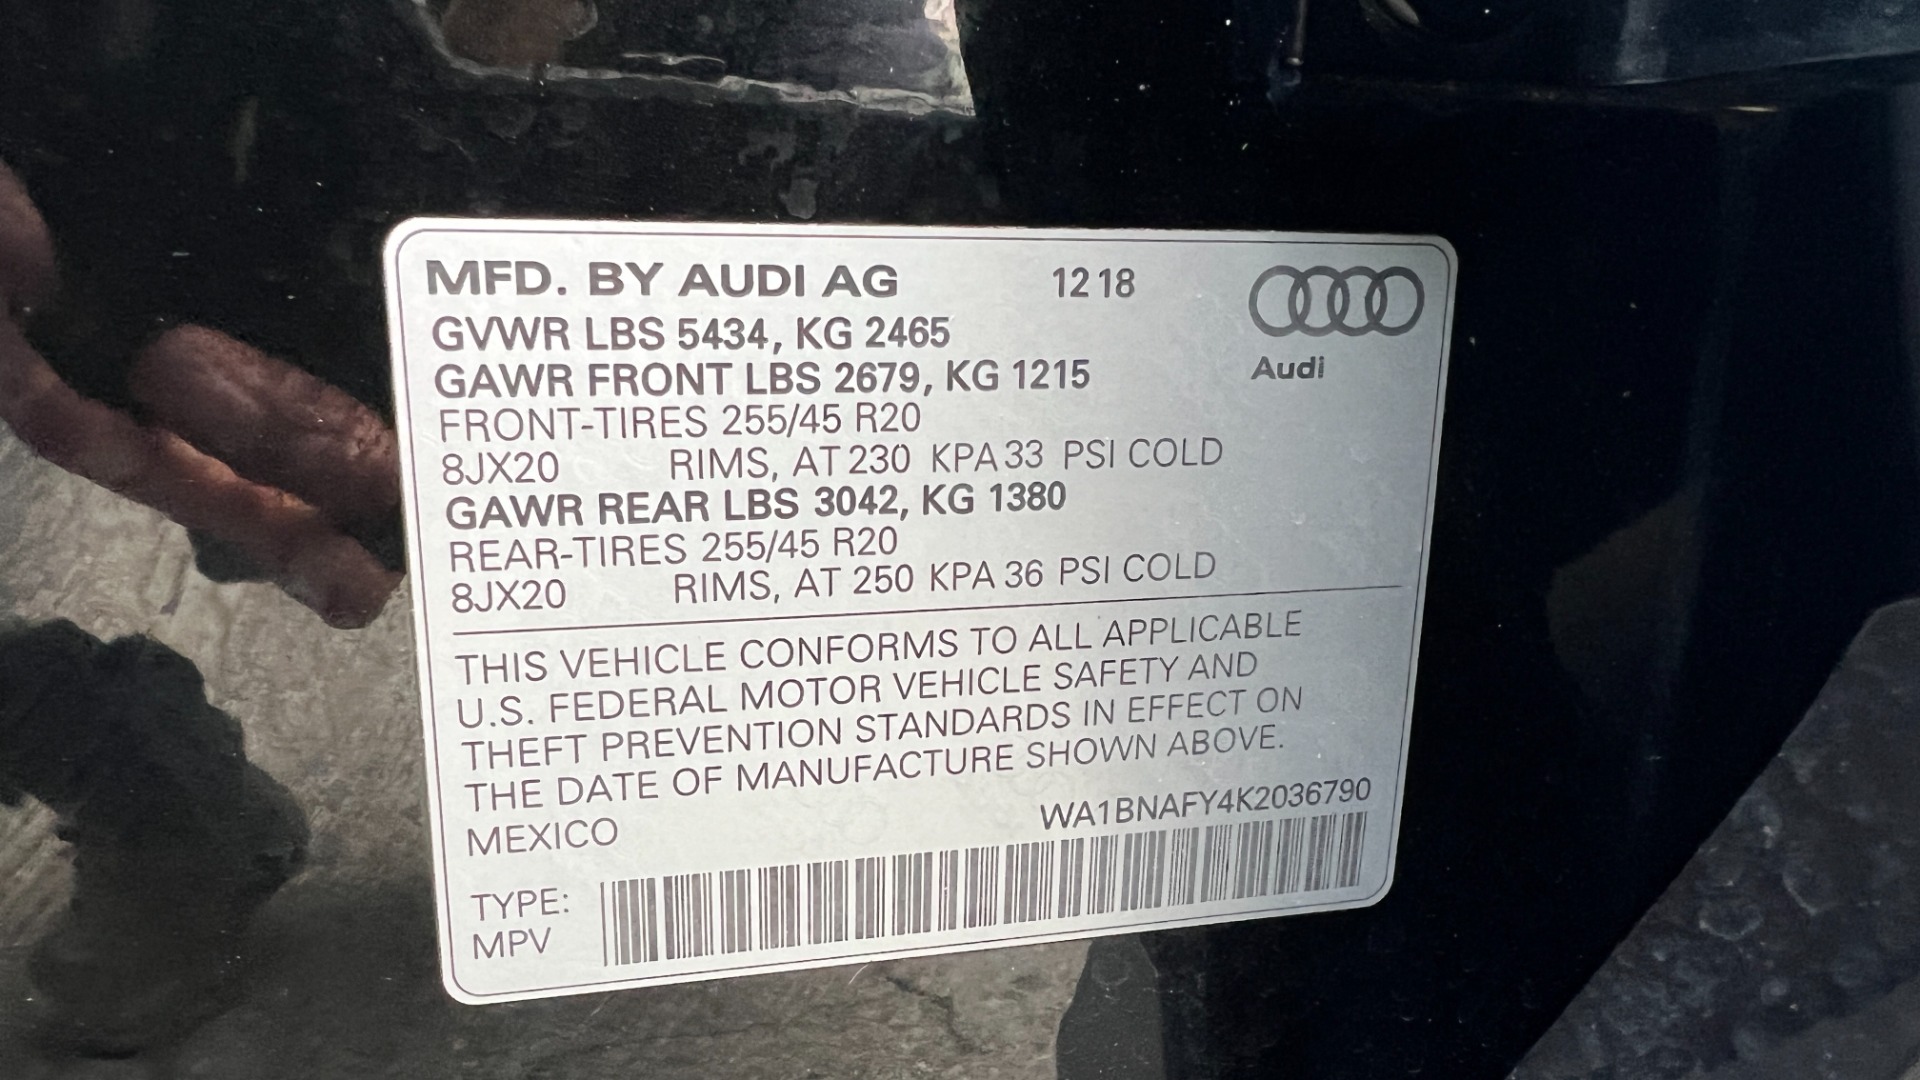 MFD. BY AUDI AG 12 18
GVWR LBS 5434, KG 2465
GAWR FRONT LBS 2679, KG 1215
Audi
FRONT-TIRES 255/45 R20
8JX20 RIMS, AT 230 KPA 33 PSI COLD
GAWR REAR LBS 3042, KG 1380
REAR-TIRES 255/45 R20
8JX20 RIMS, AT 250 KPA 36 PSI COLD
THIS VEHICLE CONFORMS TO ALL APPLICABLE
U.S. FEDERAL MOTOR VEHICLE SAFETY AND
THEFT PREVENTION STANDARDS IN EFFECT ON
THE DATE OF MANUFACTURE SHOWN ABOVE.
MEXICO WA1BNAFY4K2036790
TYPE:
MPV